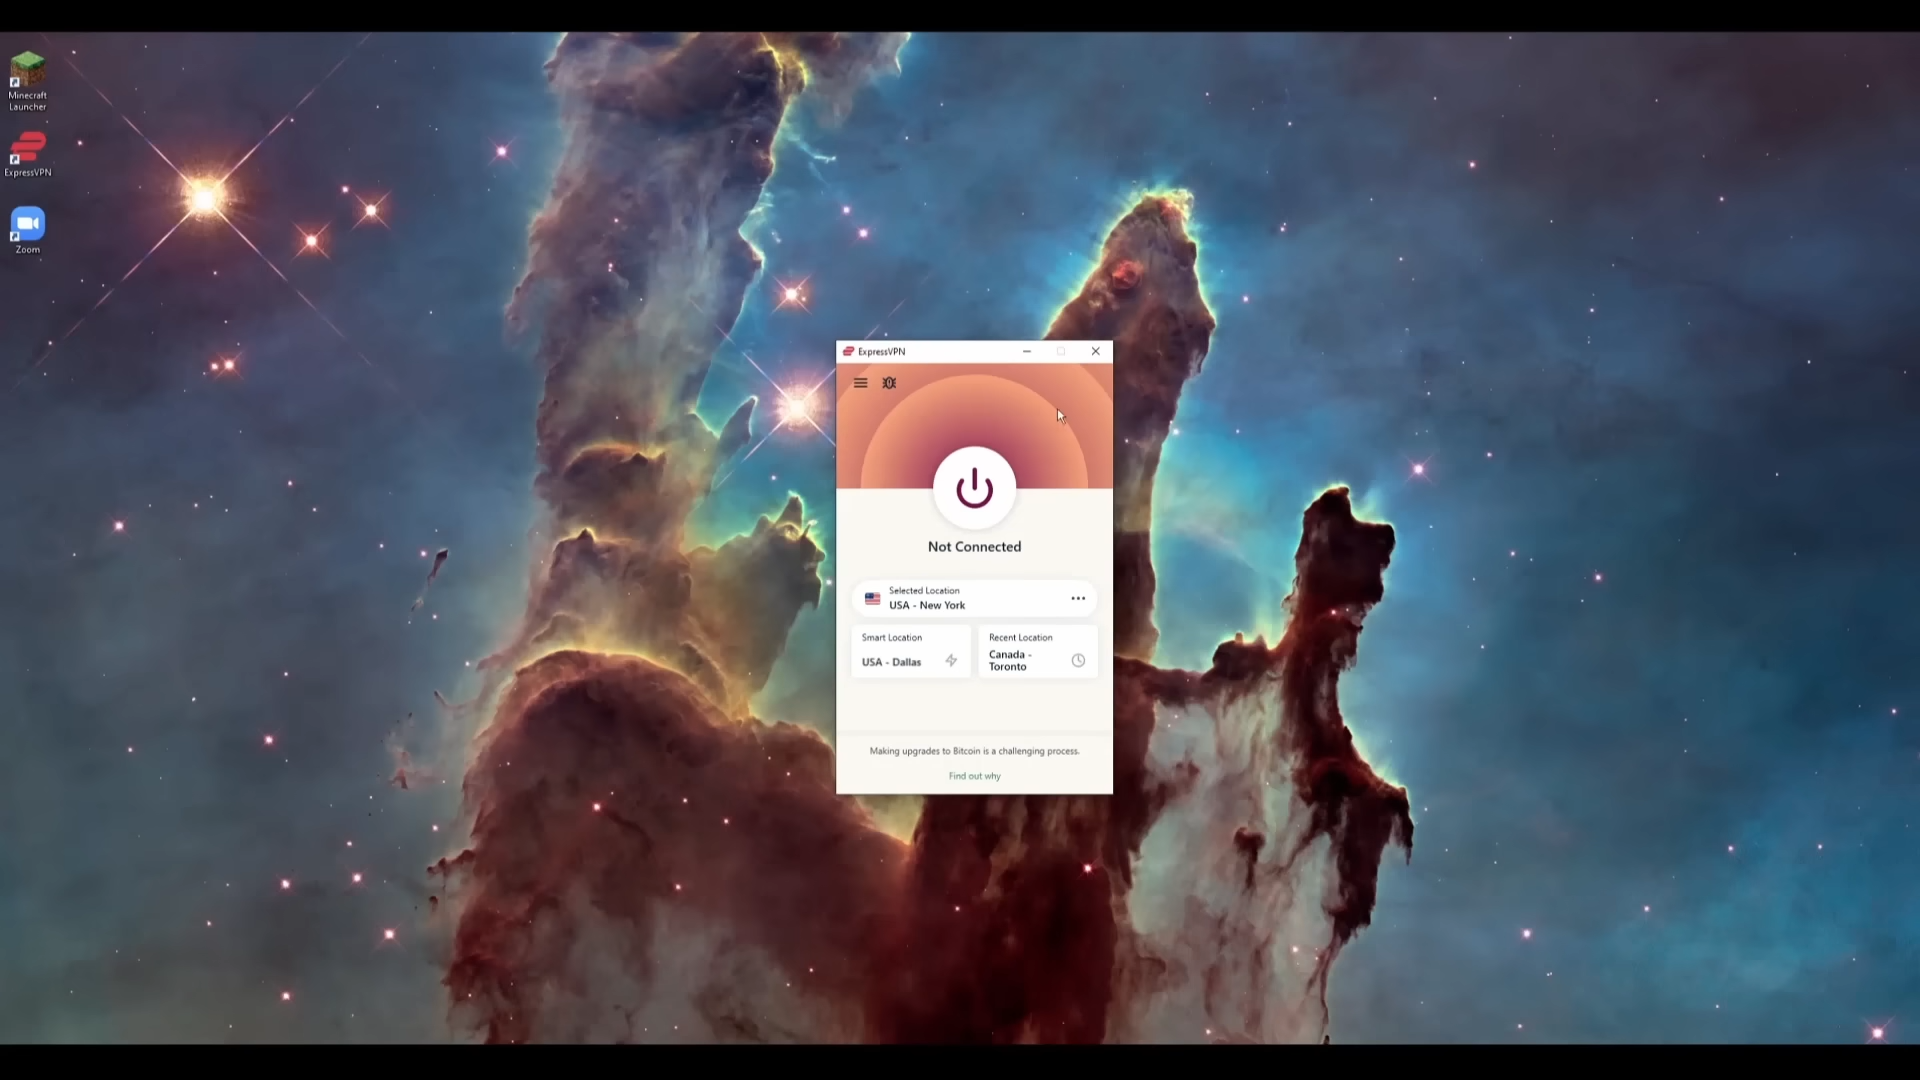 Minecraft
Launcher
ExpressVPN
Zoom
ExpressVPN
Not Connected
Selected Location
USA - New York
Smart Location
USA - Dallas
Recent Location
Canada -
Toronto
Making upgrades to Bitcoin is a challenging process.
Find out why